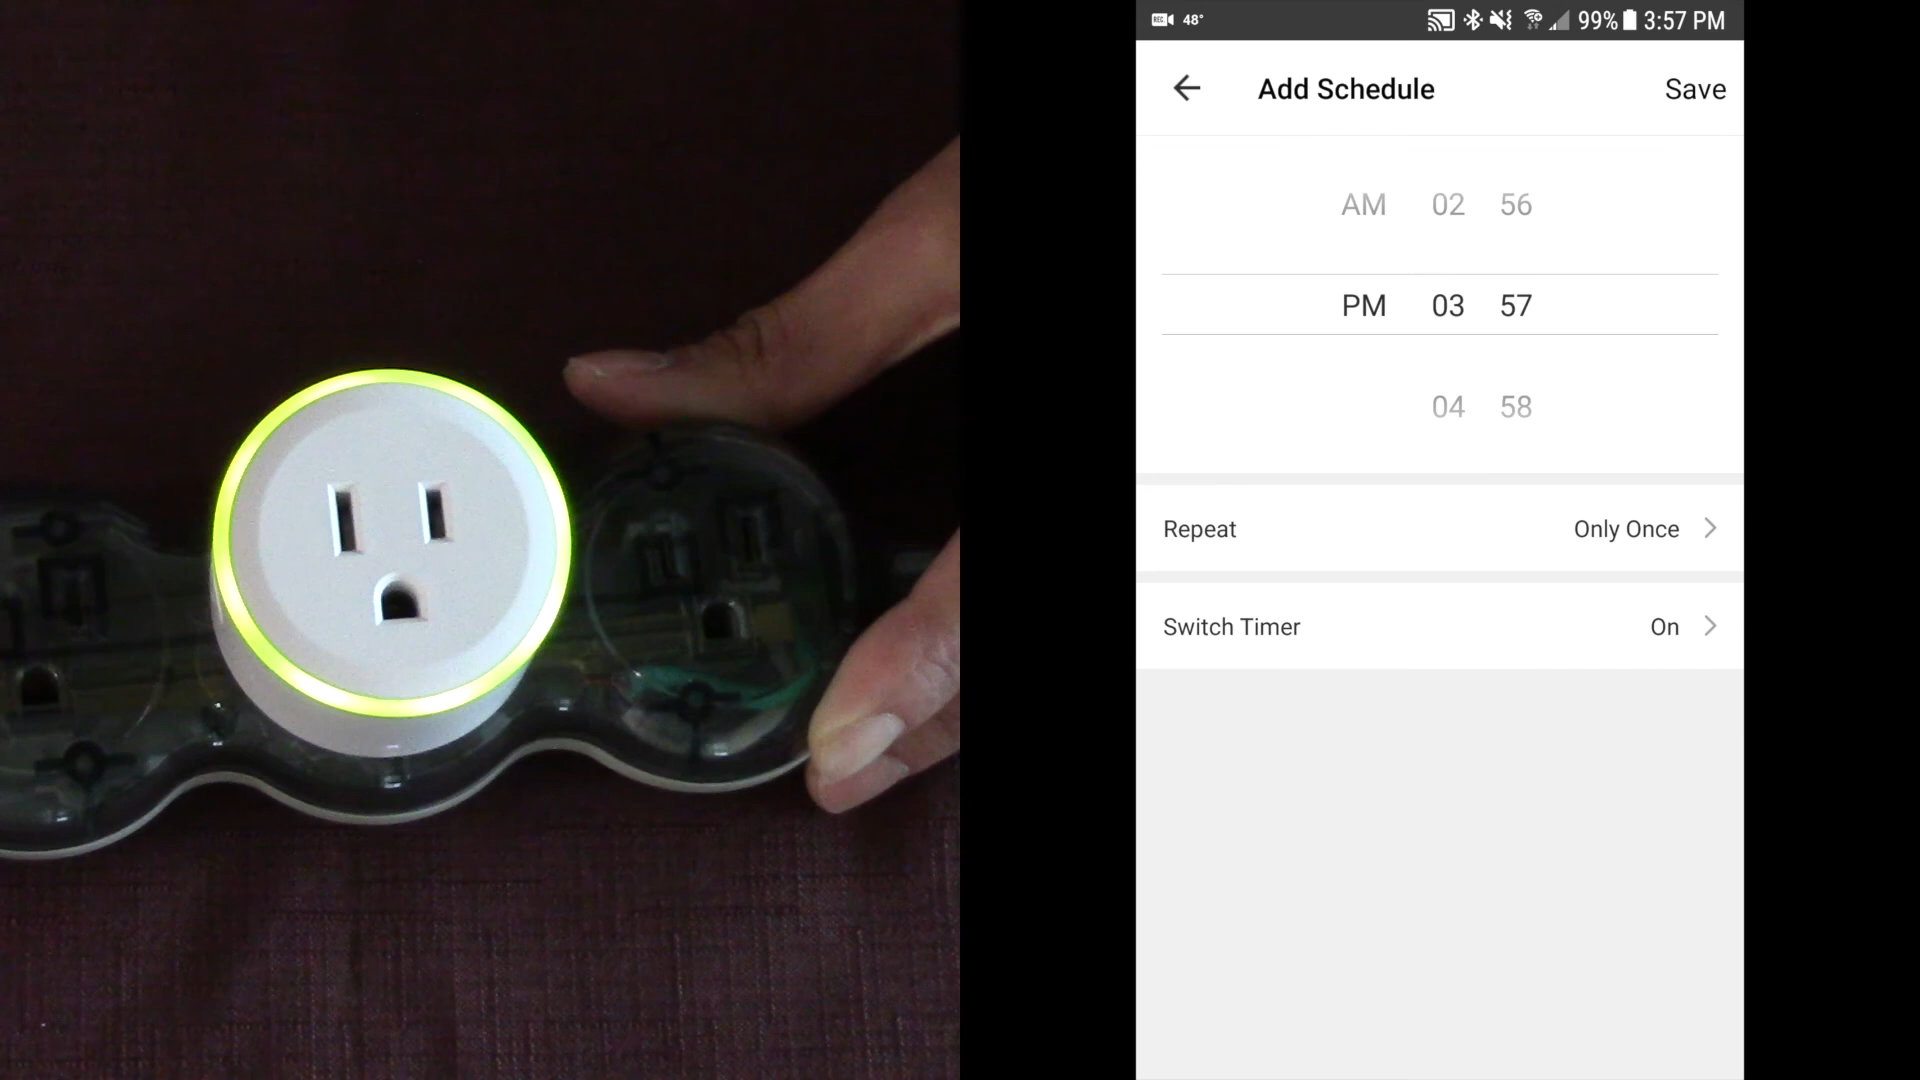 REC 48° 99% 3:57 PM
Add Schedule Save
AM 02 56
PM 03 57
04 58
Repeat Only Once
Switch Timer On